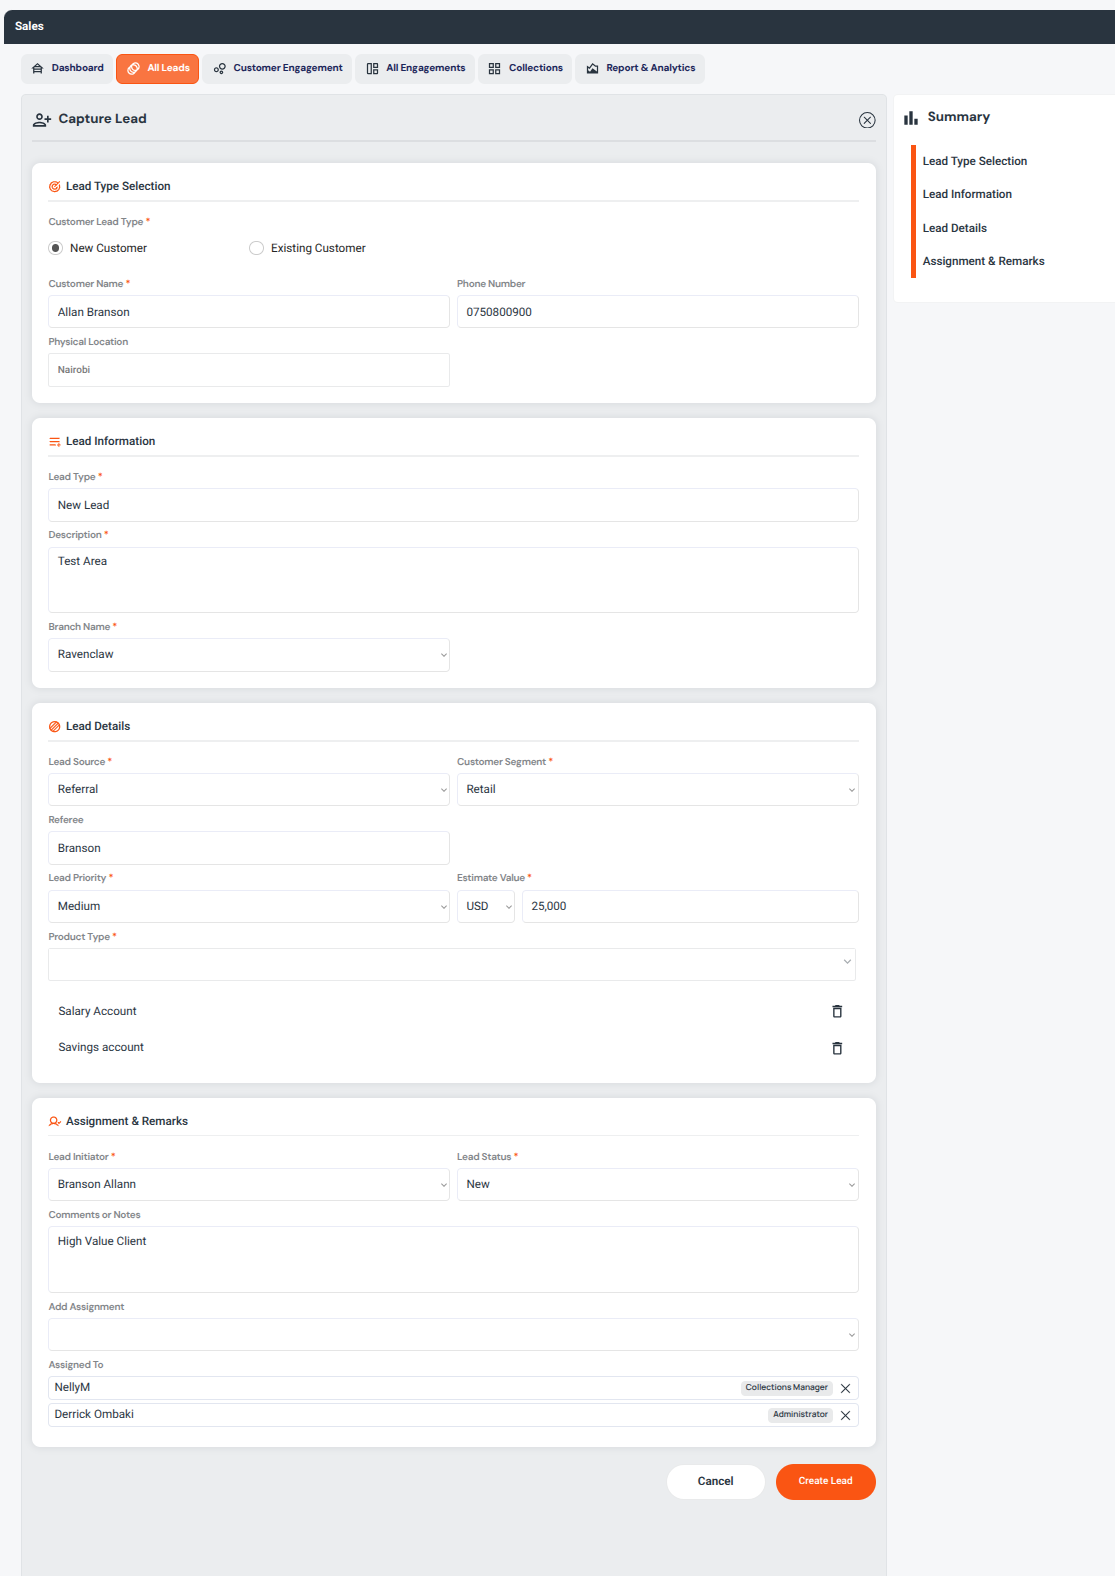 Sales
Dashboard All Leads Customer Engagement All Engagements Collections Report & Analytics
Capture Lead
Lead Type Selection
Customer Lead Type *
New Customer Existing Customer
Customer Name * Phone Number
Allan Branson 0750800900
Physical Location
Nairobi
Lead Information
Lead Type *
New Lead
Description *
Test Area
Branch Name *
Ravenclaw
Lead Details
Lead Source * Customer Segment *
Referral Retail
Referee
Branson
Lead Priority * Estimate Value *
Medium USD 25,000
Product Type *
Salary Account
Savings account
Assignment & Remarks
Lead Initiator * Lead Status *
Branson Allann New
Comments or Notes
High Value Client
Add Assignment
Assigned To
NellyM Collections Manager
Derrick Ombaki Administrator
Cancel Create Lead
Summary
Lead Type Selection
Lead Information
Lead Details
Assignment & Remarks